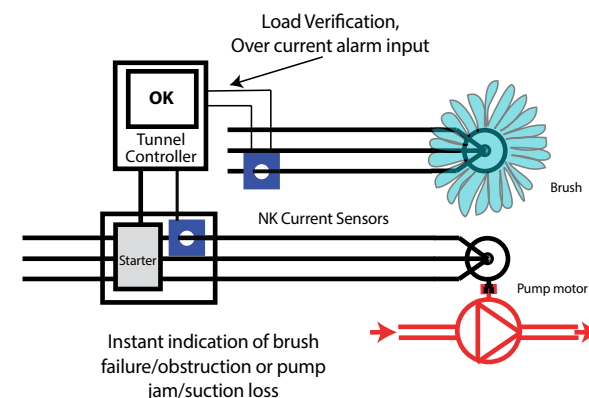 Load Verification,
Over current alarm input
OK
Tunnel
Controller
Brush
NK Current Sensors
Starter
Pump motor
Instant indication of brush
failure/obstruction or pump
jam/suction loss